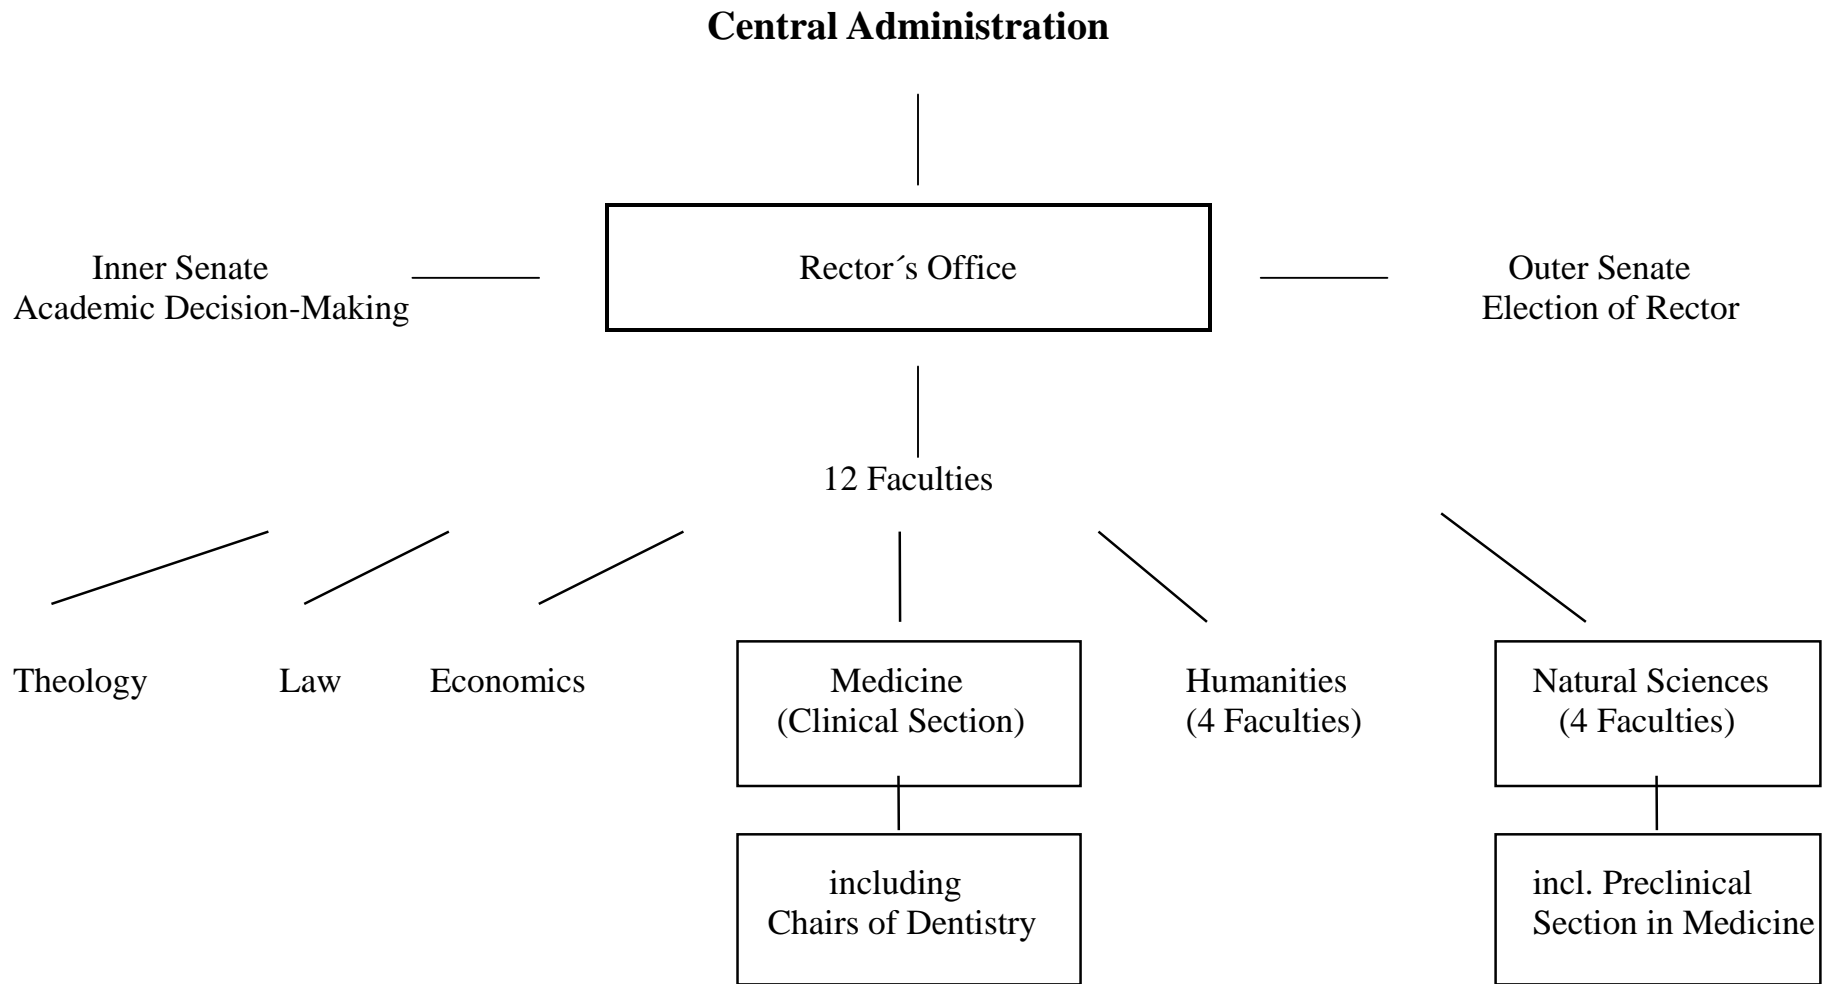 Central Administration
Inner Senate
Academic Decision-Making
Rector´s Office
Outer Senate
Election of Rector
12 Faculties
Theology
Law
Economics
Medicine
(Clinical Section)
Humanities
(4 Faculties)
Natural Sciences
(4 Faculties)
including
Chairs of Dentistry
incl. Preclinical
Section in Medicine